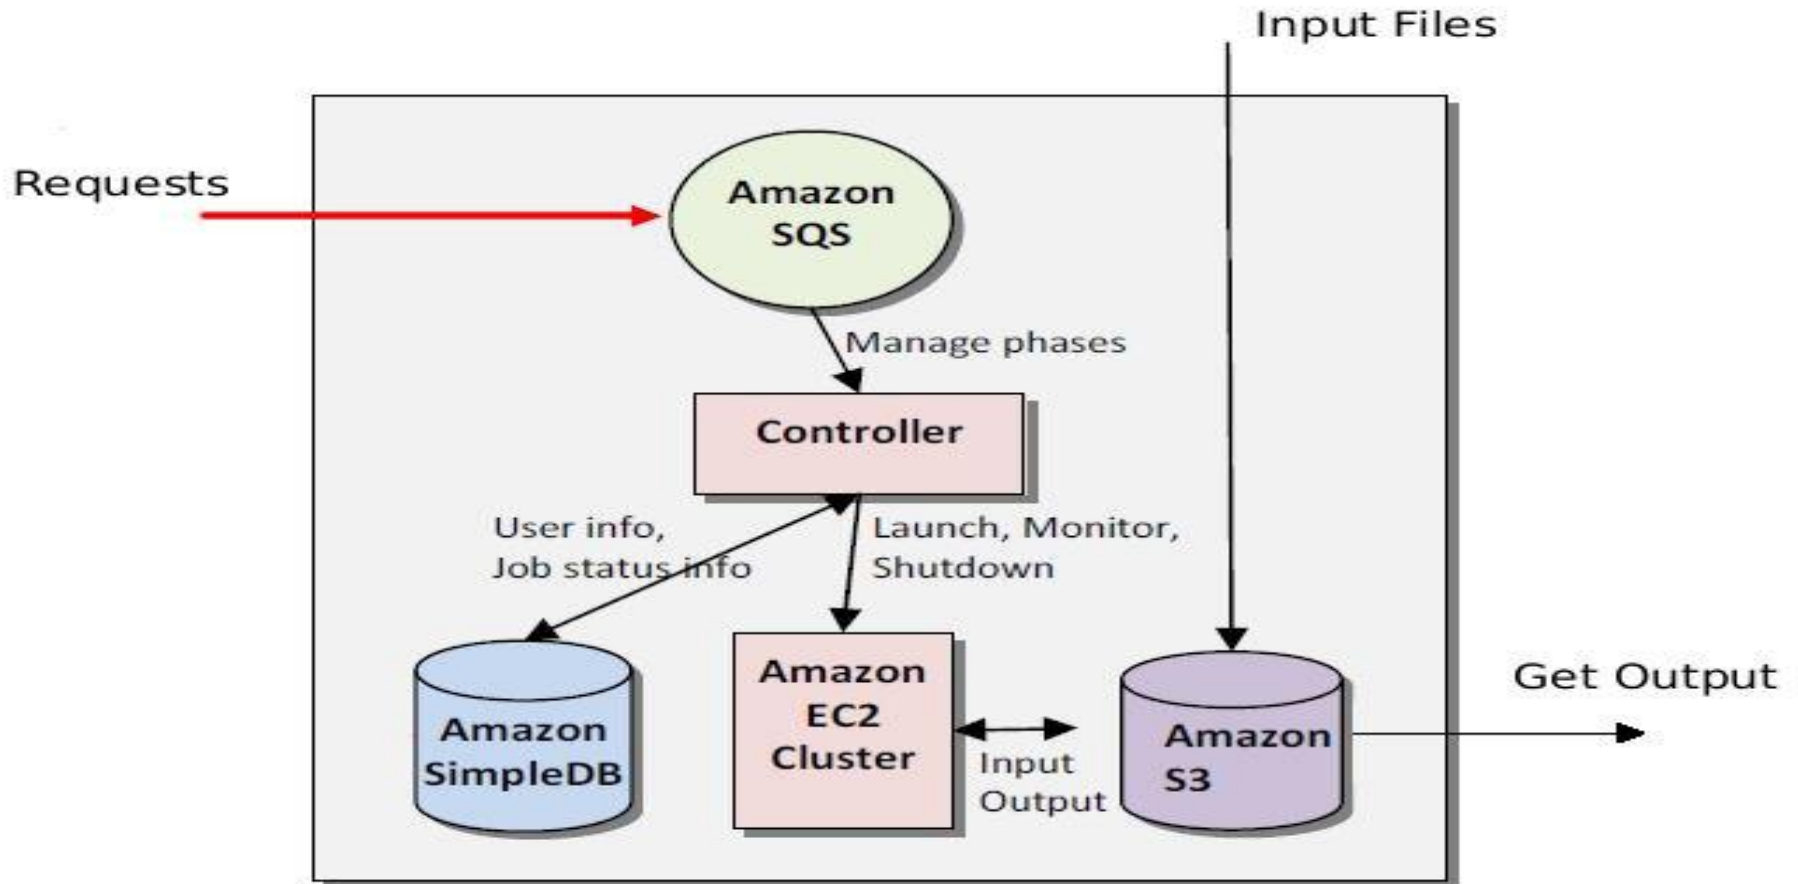 Input Files
Requests
Amazon
SQS
Manage phases
Controller
User info,
Job status info
Launch, Monitor,
Shutdown
Amazon
SimpleDB
Amazon
EC2
Cluster
Input
Output
Amazon
S3
Get Output